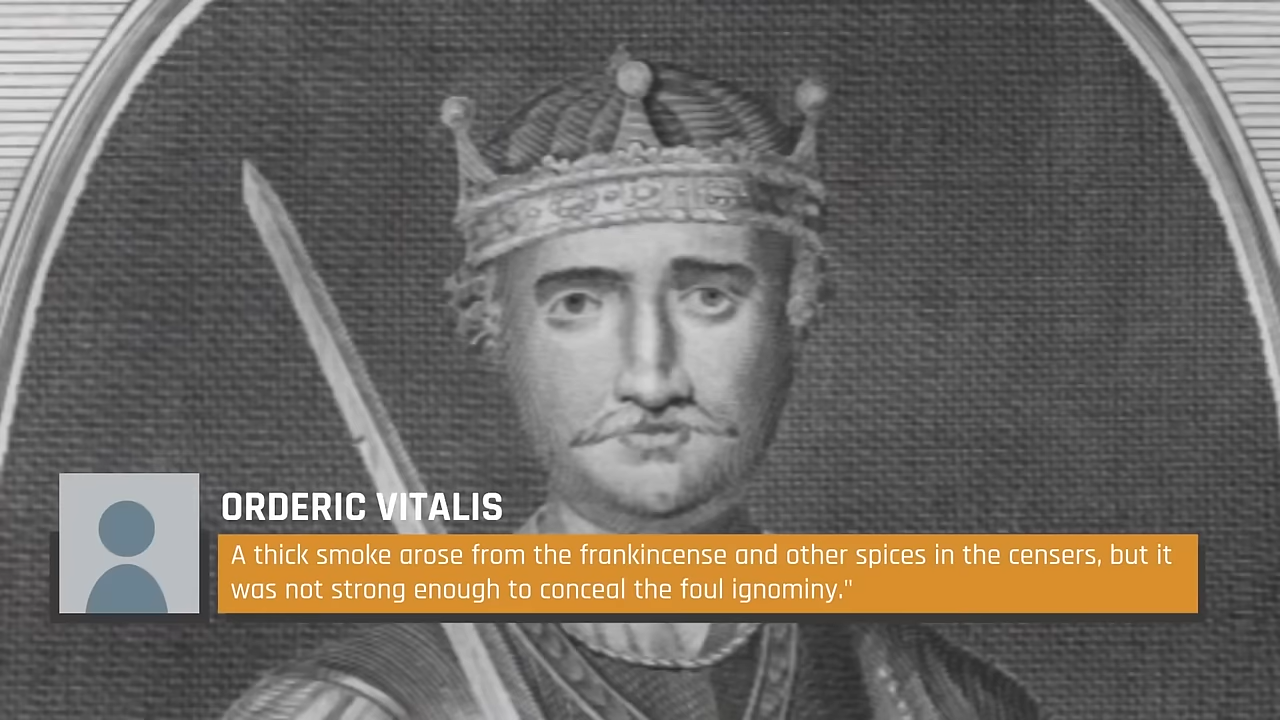 ORDERIC VITALIS
A thick smoke arose from the frankincense and other spices in the censers, but it
was not strong enough to conceal the foul ignominy."